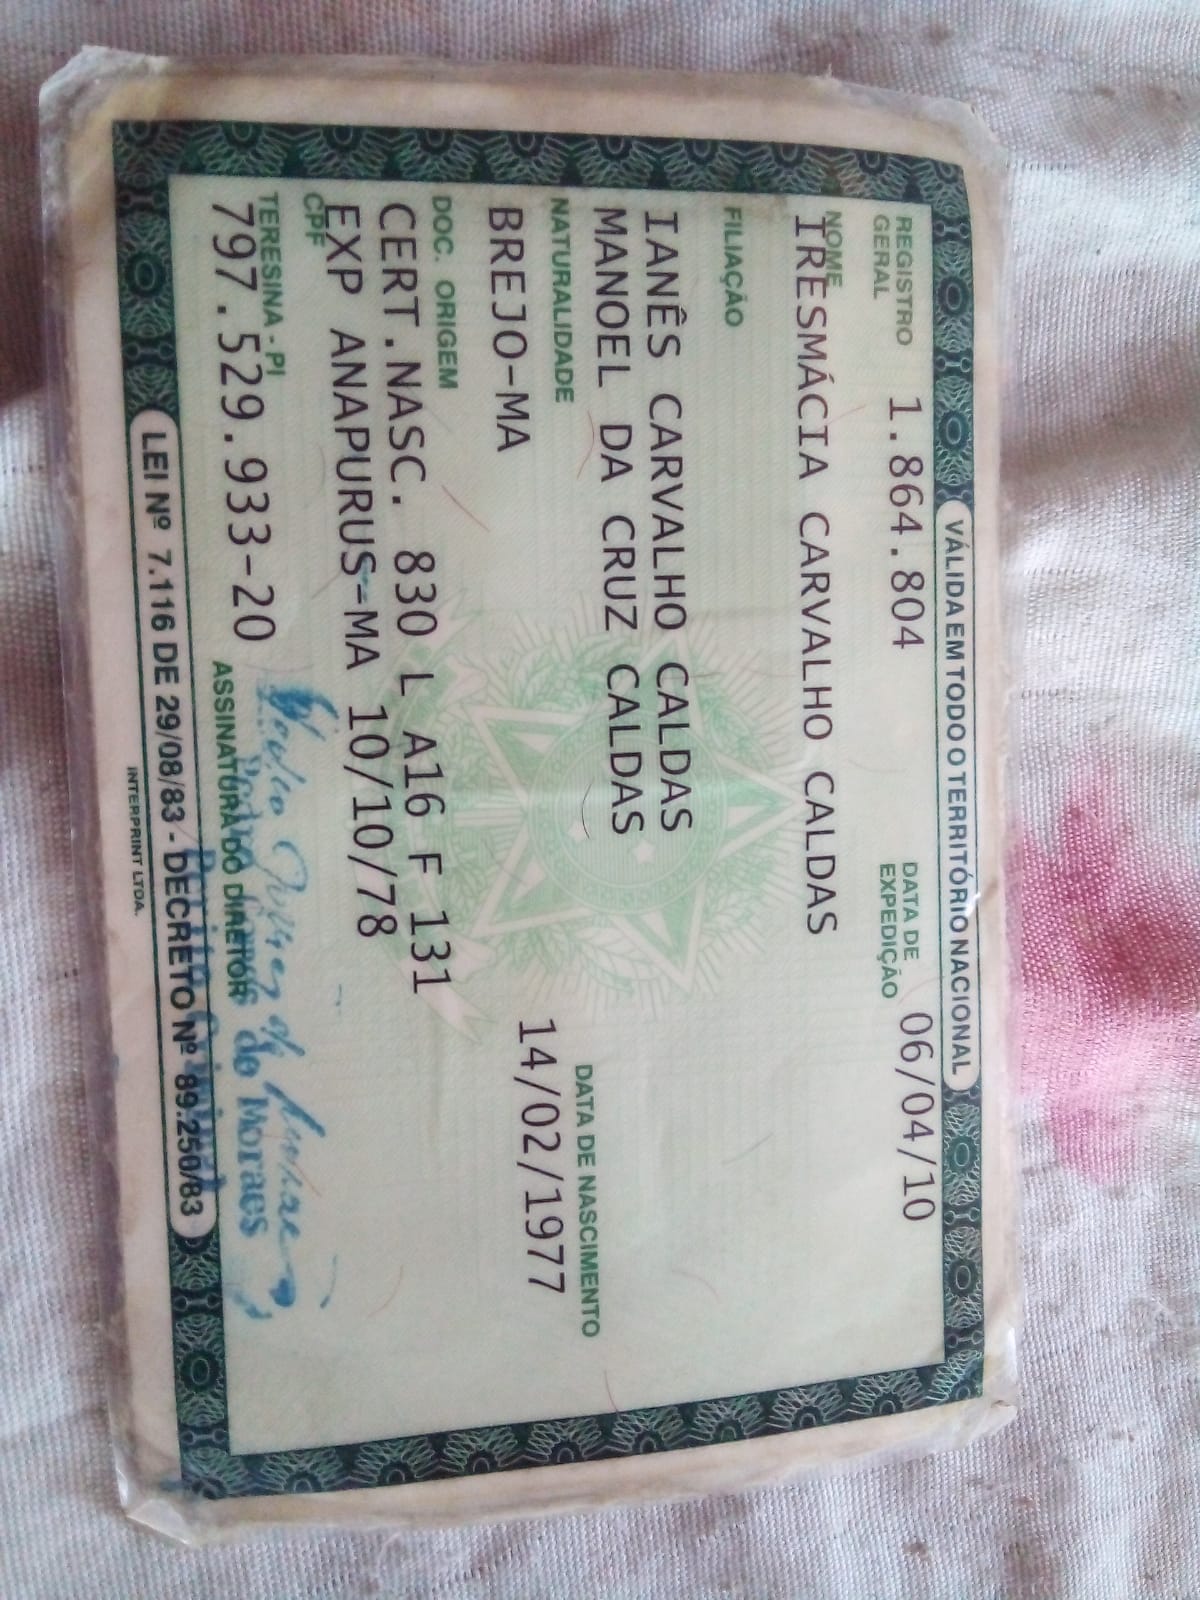 VÁLIDA EM TODO O TERRITÓRIO NACIONAL
REGISTRO GERAL 1.864.804 DATA DE EXPEDIÇÃO 06/04/10
NOME
IRESMÁCIA CARVALHO CALDAS
FILIAÇÃO
IANÊS CARVALHO CALDAS
MANOEL DA CRUZ CALDAS
NATURALIDADE DATA DE NASCIMENTO
BREJO-MA 14/02/1977
DOC. ORIGEM
CERT.NASC. 830 L A16 F 131
EXP ANAPURUS-MA 10/10/78
CPF
797.529.933-20
TERESINA - PI
ASSINATURA DO DIRETOR
de Moraes
LEI Nº 7.116 DE 29/08/83 - DECRETO Nº 89.250/83
INTERPRINT LTDA.